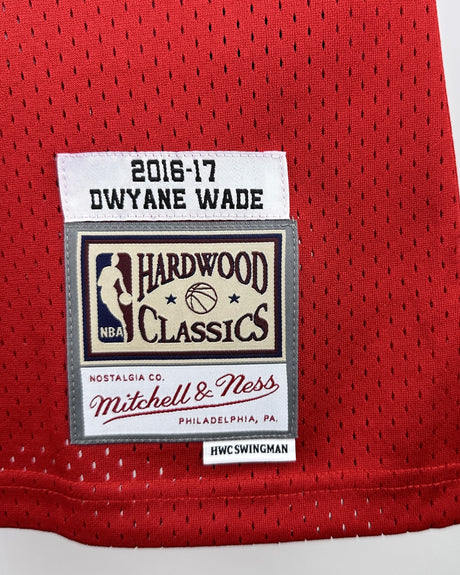 2016-17
DWYANE WADE
HARDWOOD
NBA
CLASSICS
NOSTALGIA CO.
Mitchell & Ness
PHILADELPHIA, PA.
HWC SWINGMAN